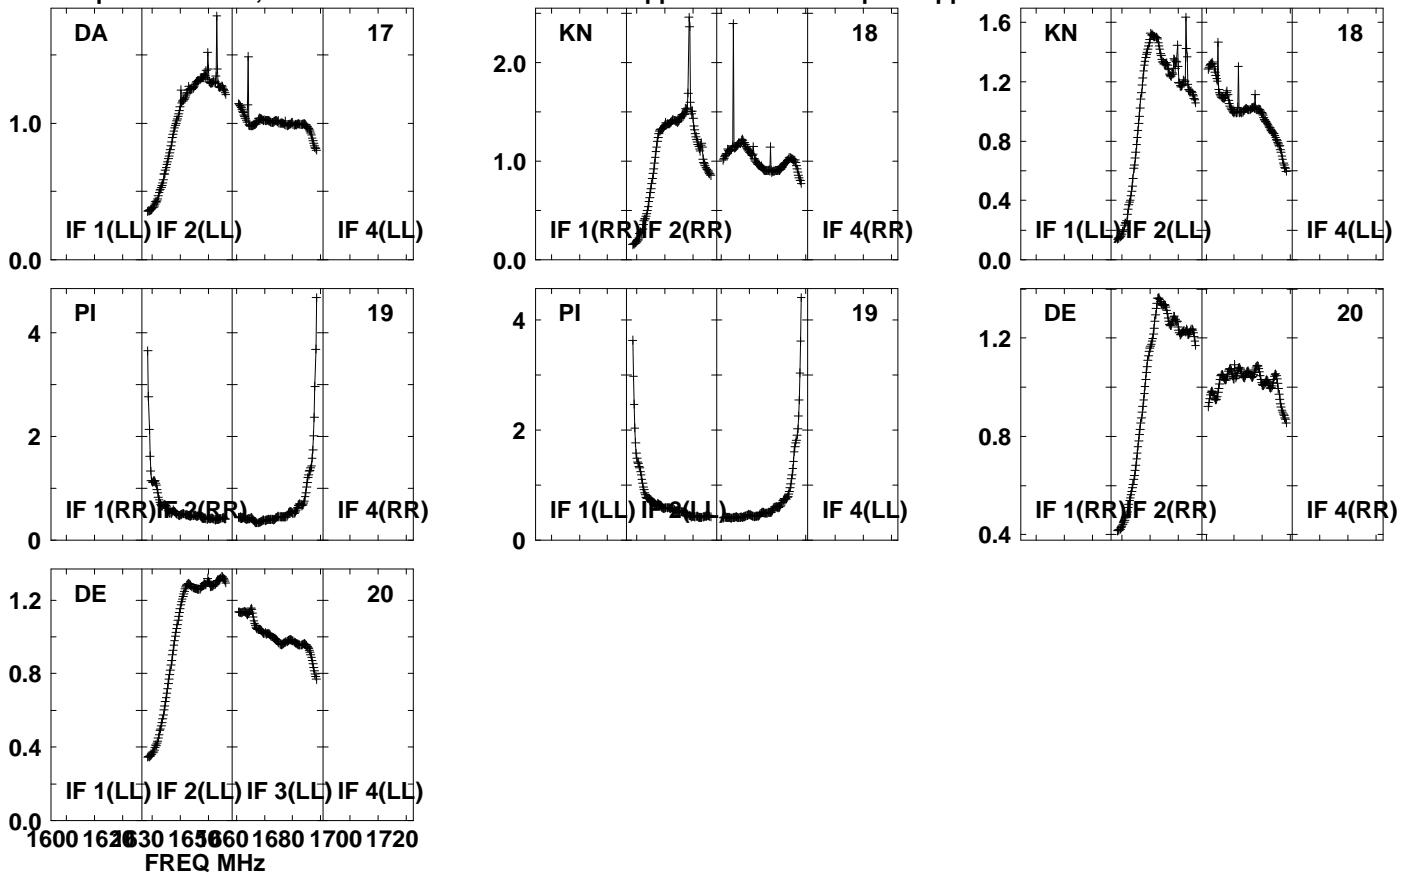 DA 17
1.0
0.0
IF 1(LL) IF 2(LL) IF 4(LL)
KN 18
2.0
1.0
0.0
IF 1(RR) IF 2(RR) IF 4(RR)
KN 18
1.6
1.2
0.8
0.4
0.0
IF 1(LL) IF 2(LL) IF 4(LL)
PI 19
4
2
0
IF 1(RR) IF 2(RR) IF 4(RR)
PI 19
4
2
0
IF 1(LL) IF 2(LL) IF 4(LL)
DE 20
1.2
0.8
0.4
IF 1(RR) IF 2(RR) IF 4(RR)
DE 20
1.2
0.8
0.4
0.0
IF 1(LL) IF 2(LL) IF 3(LL) IF 4(LL)
1600 1680 1700 1720
FREQ MHz